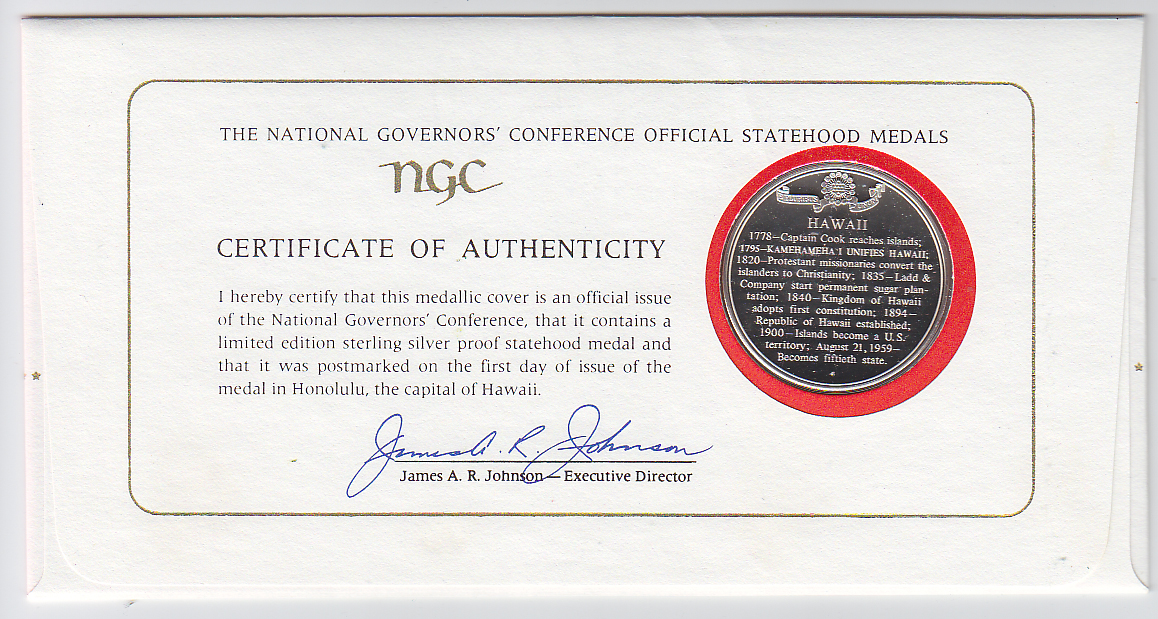 THE NATIONAL GOVERNORS' CONFERENCE OFFICIAL STATEHOOD MEDALS
NGC
CERTIFICATE OF AUTHENTICITY
I hereby certify that this medallic cover is an official issue
of the National Governors' Conference, that it contains a
limited edition sterling silver proof statehood medal and
that it was postmarked on the first day of issue of the
medal in Honolulu, the capital of Hawaii.
James A. R. Johnson
James A. R. Johnson—Executive Director
HAWAII
1778—Captain Cook reaches islands;
1795—KAMEHAMEHA I UNIFIES HAWAII;
1820—Protestant missionaries convert the
islanders to Christianity; 1835—Ladd &
Company start permanent sugar plan-
tation; 1840—Kingdom of Hawaii
adopts first constitution; 1894—
Republic of Hawaii established;
1900—Islands become a U.S.
territory; August 21, 1959—
Becomes fiftieth state.